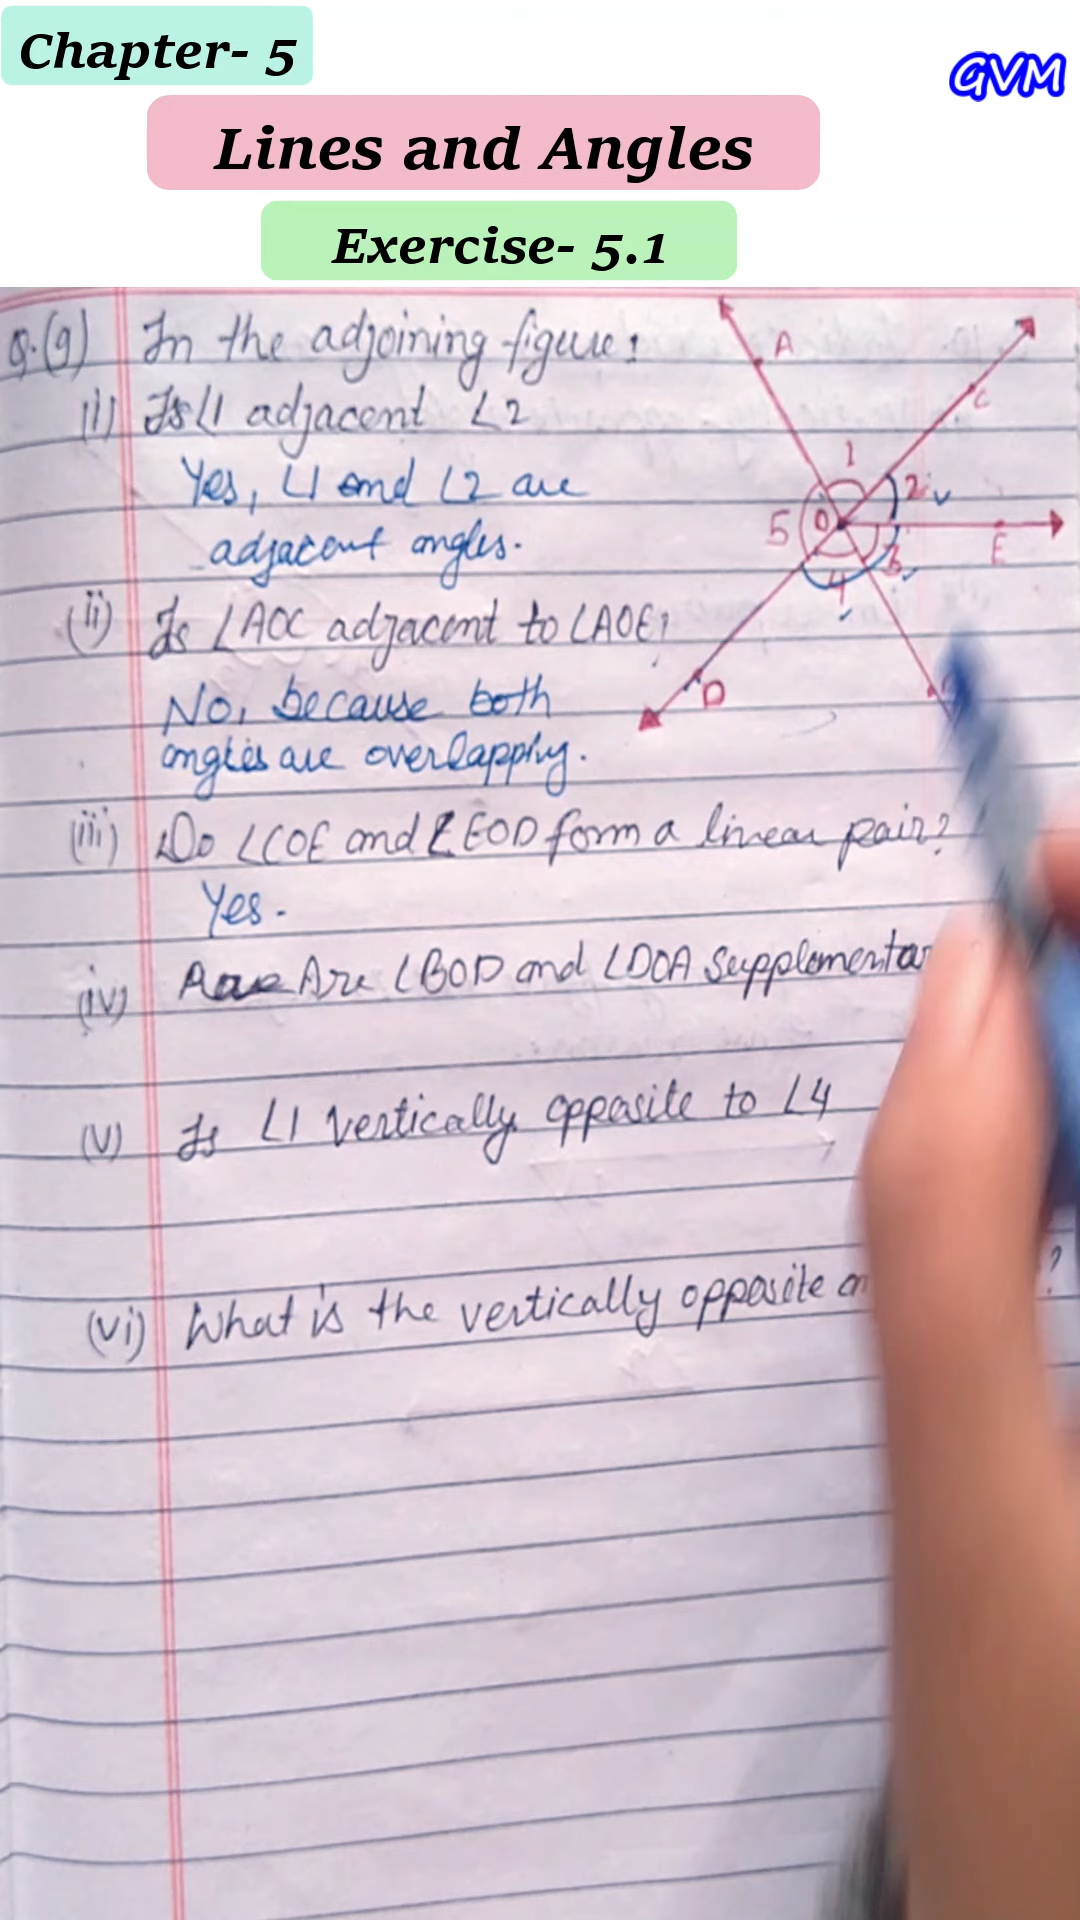 Chapter- 5
GVM
Lines and Angles
Exercise- 5.1
Q.(9) In the adjoining figure:
(i) Is ∠1 adjacent ∠2
Yes, ∠1 and ∠2 are
adjacent angles.
(ii) Is ∠AOC adjacent to ∠AOE?
No, because both
angles are overlapping.
(iii) Do ∠COE and ∠EOD form a linear pair?
Yes.
(iv) Are ∠BOD and ∠DOA Supplementar
(v) Is ∠1 vertically opposite to ∠4
(vi) What is the vertically opposite ?
A
C
1
2
5
O
E
3
4
D